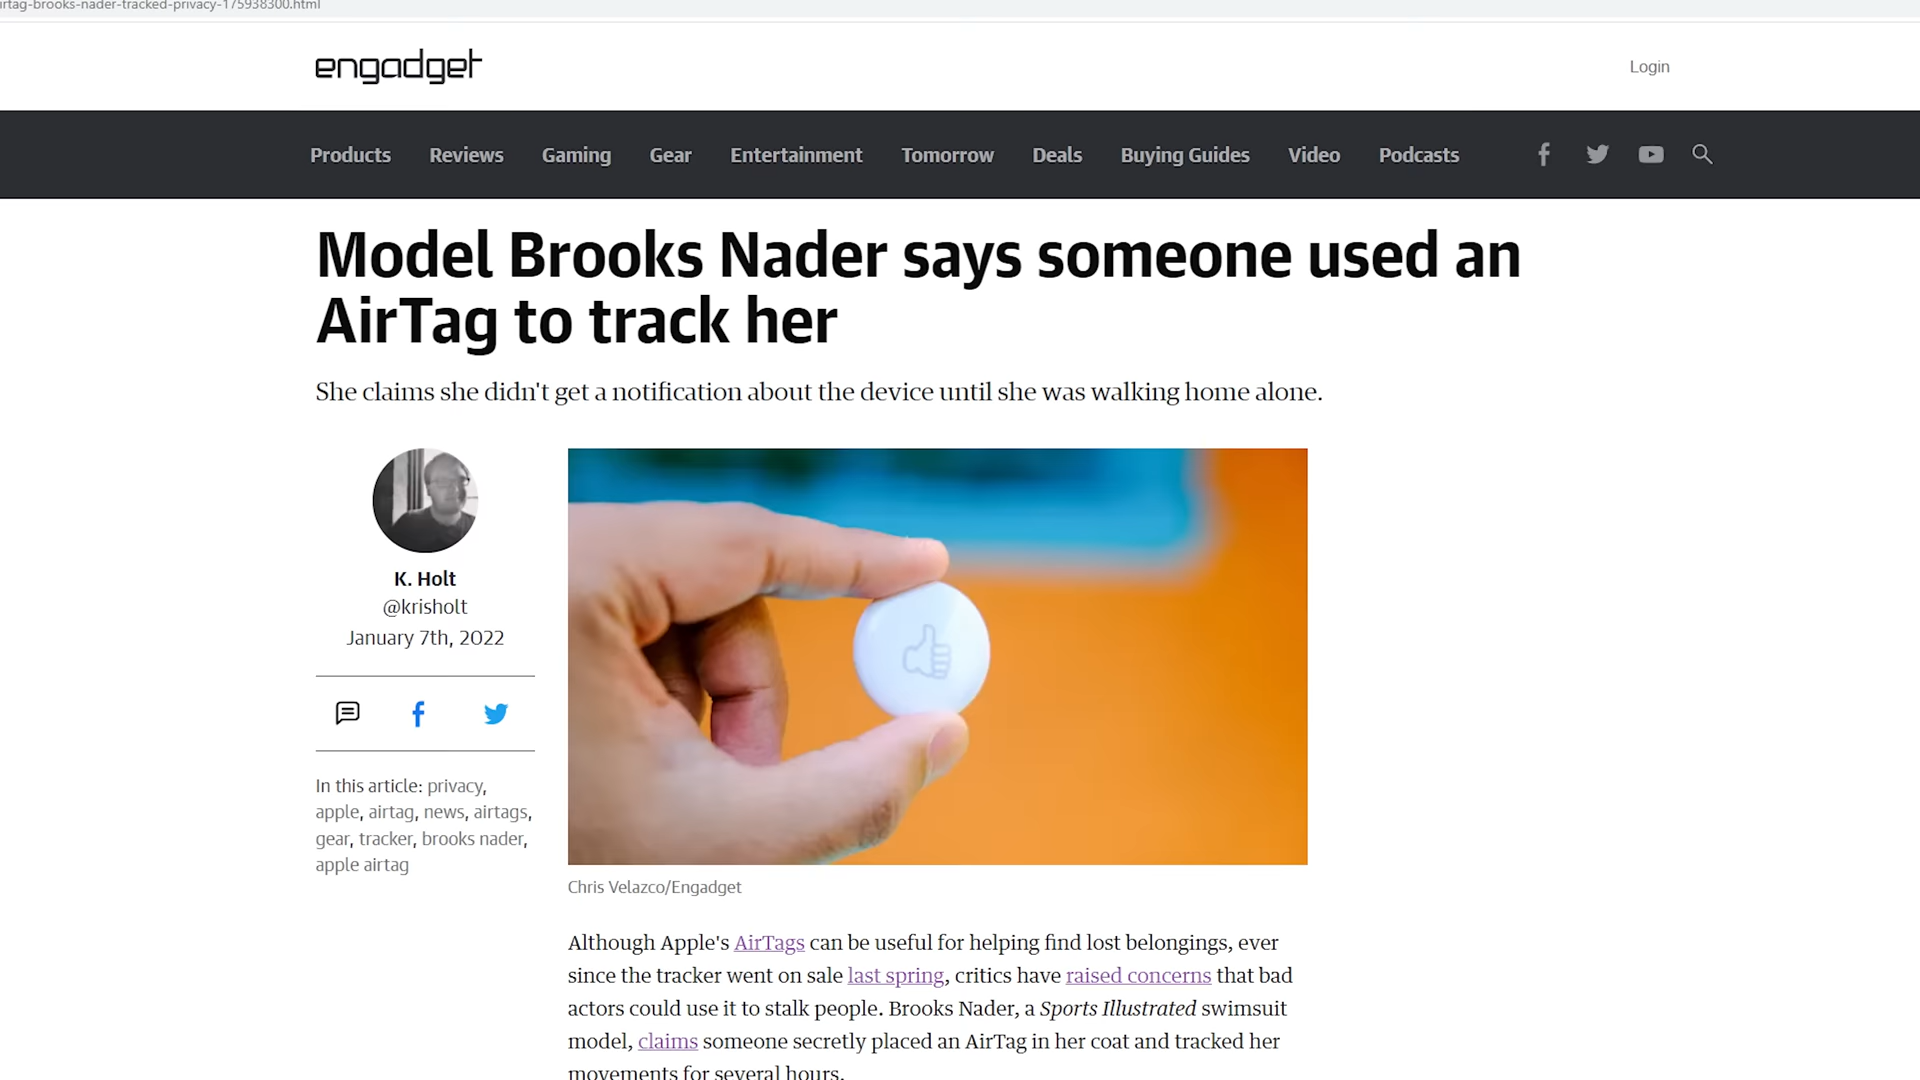 irtag-brooks-nader-tracked-privacy-175938300.html
engadget
Login
Products Reviews Gaming Gear Entertainment Tomorrow Deals Buying Guides Video Podcasts
Model Brooks Nader says someone used an
AirTag to track her
She claims she didn't get a notification about the device until she was walking home alone.
K. Holt
@krisholt
January 7th, 2022
In this article: privacy,
apple, airtag, news, airtags,
gear, tracker, brooks nader,
apple airtag
Chris Velazco/Engadget
Although Apple's AirTags can be useful for helping find lost belongings, ever
since the tracker went on sale last spring, critics have raised concerns that bad
actors could use it to stalk people. Brooks Nader, a Sports Illustrated swimsuit
model, claims someone secretly placed an AirTag in her coat and tracked her
movements for several hours.